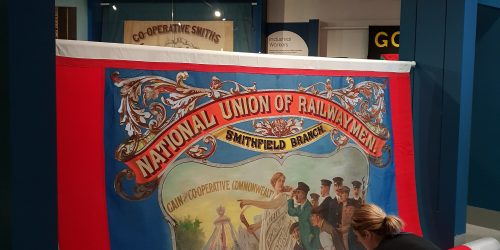 CO-OPERATIVE SMITHS
Industrial
Workers
GO
NATIONAL UNION OF RAILWAYMEN.
SMITHFIELD BRANCH.
GAIN THE CO-OPERATIVE COMMONWEALTH